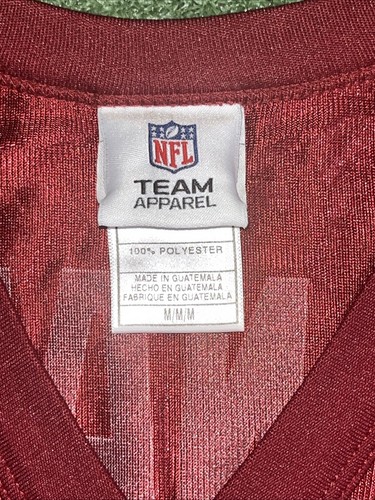 NFL
TEAM
APPAREL
100% POLYESTER
MADE IN GUATEMALA
HECHO EN GUATEMALA
FABRIQUE EN GUATEMALA
M/M/M